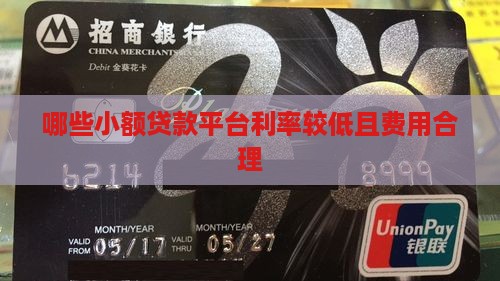 招商银行
CHINA MERCHANTS
Debit 金葵花卡
哪些小额贷款平台利率较低且费用合
理
6214
8999
MONTH/YEAR MONTH/YEAR
VALID FROM 05/17 VALID THRU 05/27
UnionPay
银联